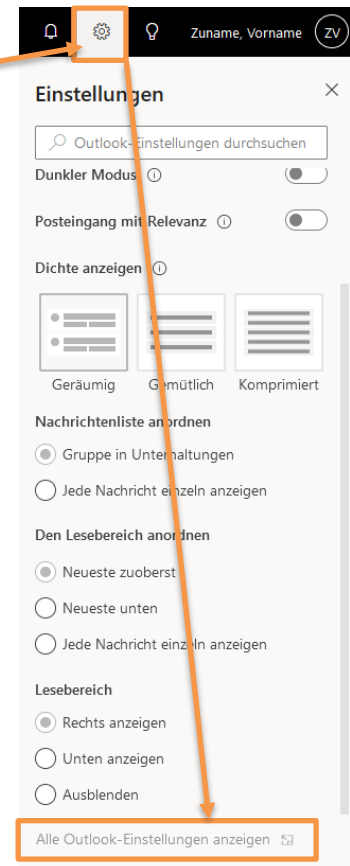 Zuname, Vorname ZV
Einstellungen
Outlook-Einstellungen durchsuchen
Dunkler Modus
Posteingang mit Relevanz
Dichte anzeigen
Geräumig Gemütlich Komprimiert
Nachrichtenliste anordnen
Gruppe in Unterhaltungen
Jede Nachricht einzeln anzeigen
Den Lesebereich anordnen
Neueste zuoberst
Neueste unten
Jede Nachricht einzeln anzeigen
Lesebereich
Rechts anzeigen
Unten anzeigen
Ausblenden
Alle Outlook-Einstellungen anzeigen